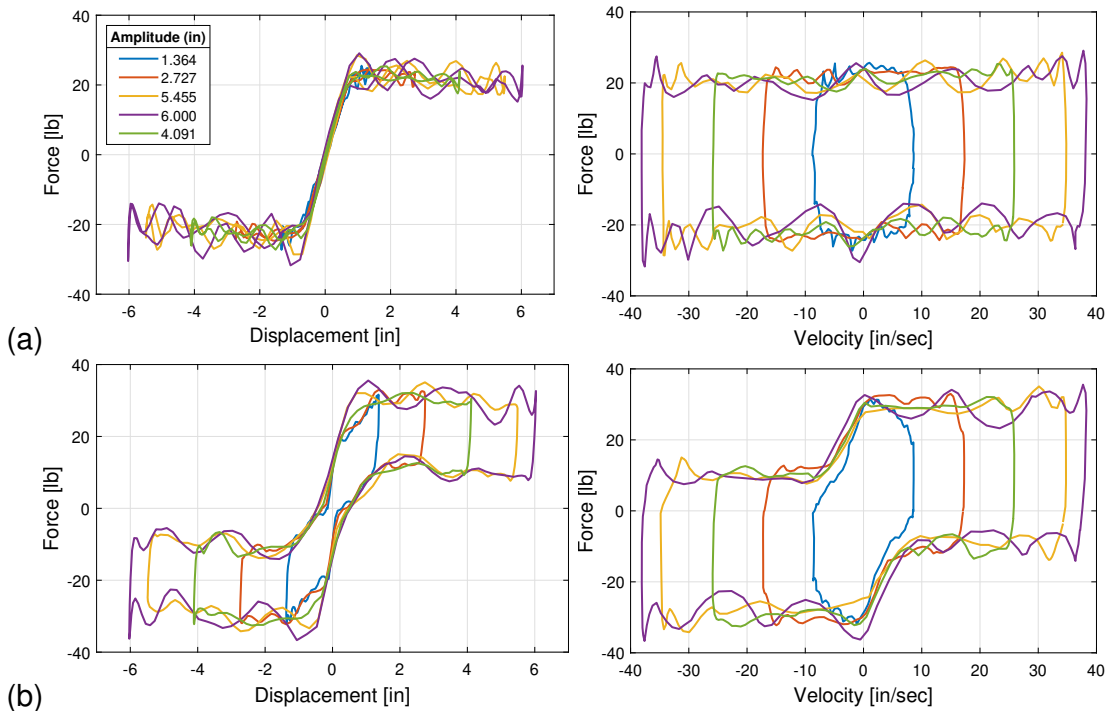 40
20
0
-20
-40
Force [lb]
Amplitude (in)
1.364
2.727
5.455
6.000
4.091
-6 -4 -2 0 2 4 6
Displacement [in]
40
20
0
-20
-40
Force [lb]
-40 -30 -20 -10 0 10 20 30 40
Velocity [in/sec]
(a)
40
20
0
-20
-40
Force [lb]
-6 -4 -2 0 2 4 6
Displacement [in]
40
20
0
-20
-40
Force [lb]
-40 -30 -20 -10 0 10 20 30 40
Velocity [in/sec]
(b)